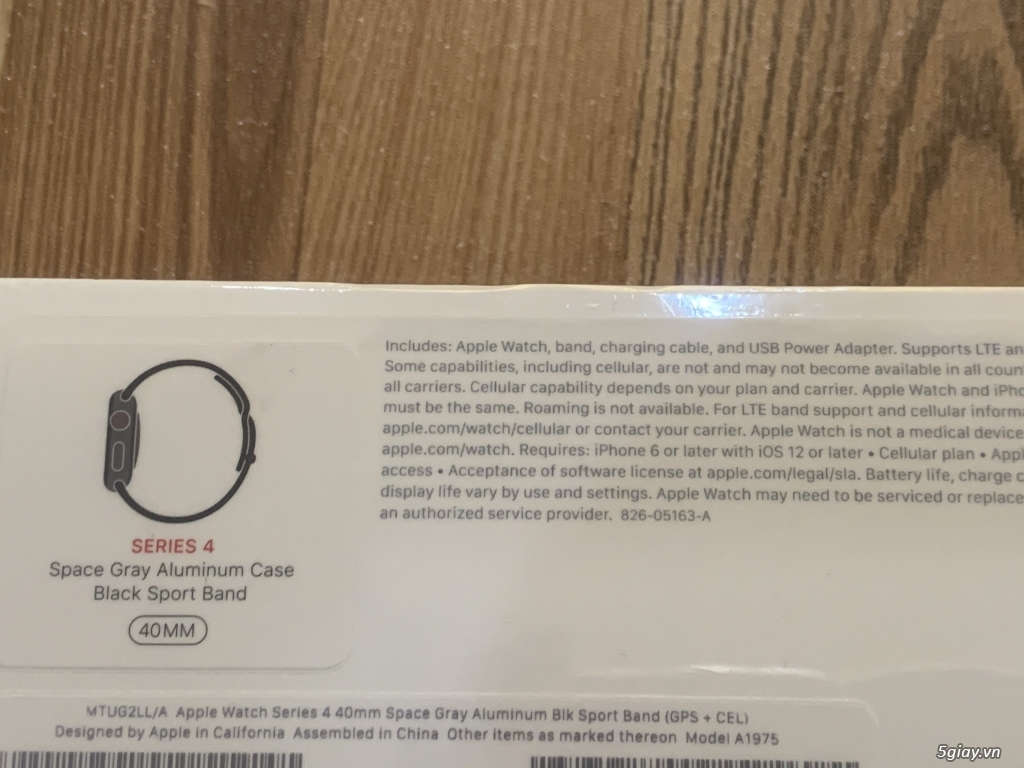 Includes: Apple Watch, band, charging cable, and USB Power Adapter. Supports LTE an
Some capabilities, including cellular, are not and may not become available in all coun
all carriers. Cellular capability depends on your plan and carrier. Apple Watch and iPho
must be the same. Roaming is not available. For LTE band support and cellular informa
apple.com/watch/cellular or contact your carrier. Apple Watch is not a medical device
apple.com/watch. Requires: iPhone 6 or later with iOS 12 or later • Cellular plan • Appl
access • Acceptance of software license at apple.com/legal/sla. Battery life, charge c
display life vary by use and settings. Apple Watch may need to be serviced or replace
an authorized service provider. 826-05163-A
SERIES 4
Space Gray Aluminum Case
Black Sport Band
40MM
MTUG2LL/A Apple Watch Series 4 40mm Space Gray Aluminum Blk Sport Band (GPS + CEL)
Designed by Apple in California Assembled in China Other items as marked thereon Model A1975
5giay.vn